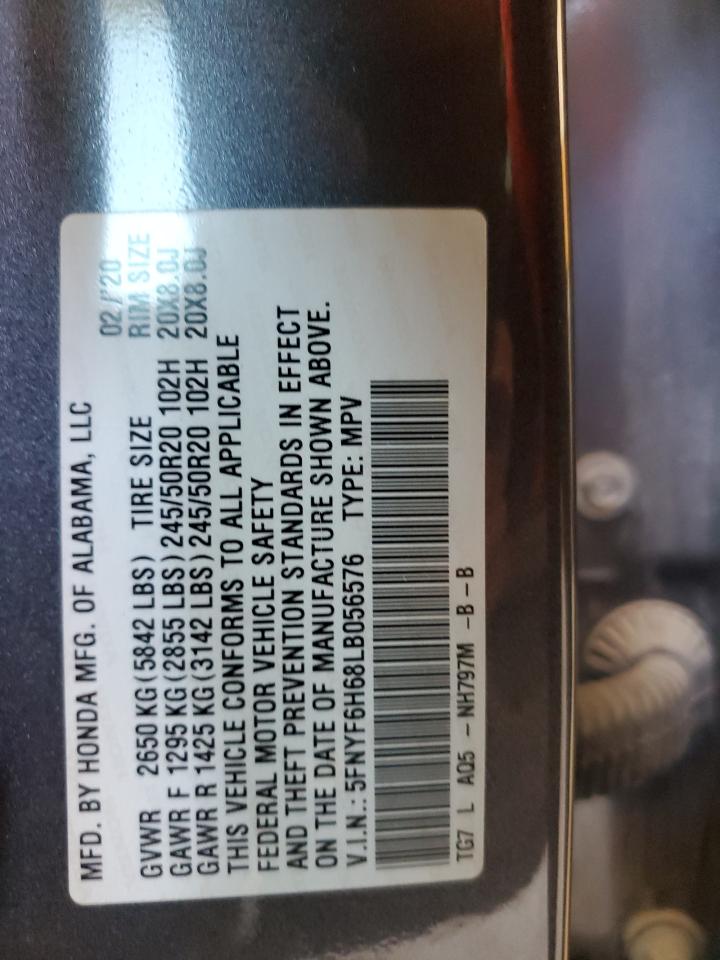 MFD. BY HONDA MFG. OF ALABAMA, LLC
02/'20
GVWR 2650 KG (5842 LBS) TIRE SIZE RIM SIZE
GAWR F 1295 KG (2855 LBS) 245/50R20 102H 20X8.0J
GAWR R 1425 KG (3142 LBS) 245/50R20 102H 20X8.0J
THIS VEHICLE CONFORMS TO ALL APPLICABLE
FEDERAL MOTOR VEHICLE SAFETY
AND THEFT PREVENTION STANDARDS IN EFFECT
ON THE DATE OF MANUFACTURE SHOWN ABOVE.
V.I.N.: 5FNYF6H68LB056576 TYPE: MPV
TG7 L AQ5 -NH797M -B-B